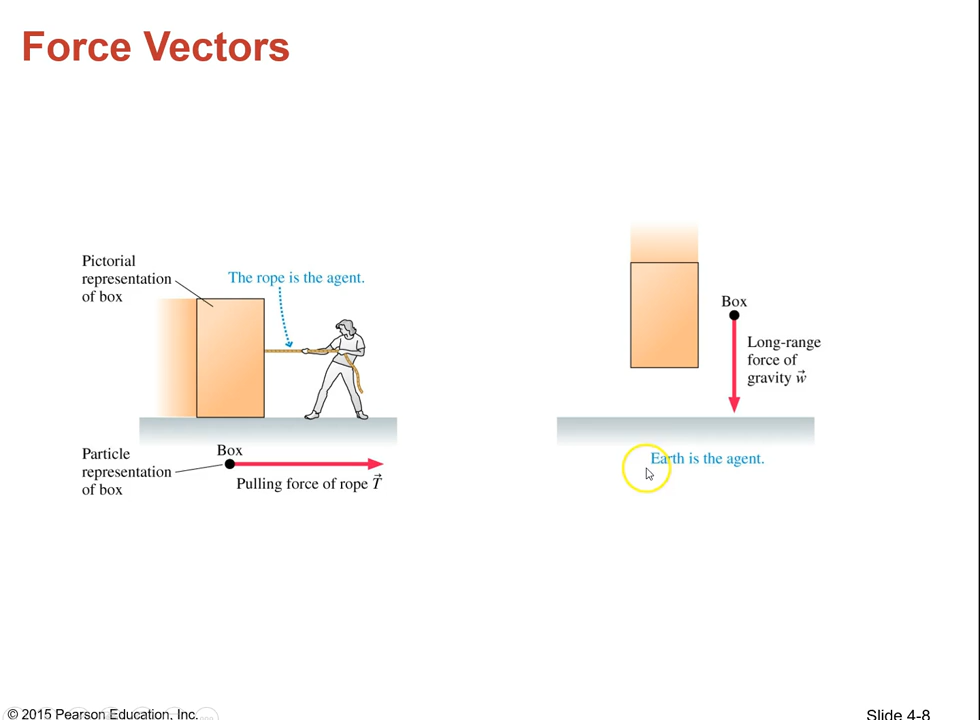 Force Vectors
Pictorial
representation
of box
The rope is the agent.
Particle
representation
of box
Box
Pulling force of rope T⃗
Box
Long-range
force of
gravity w⃗
Earth is the agent.
© 2015 Pearson Education, Inc.
Slide 4-8